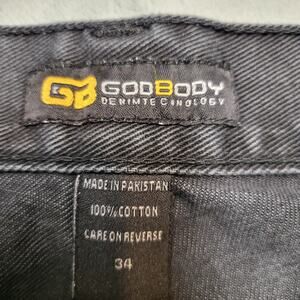 GB GODBODY
DENIMTECHNOLOGY
MADE IN PAKISTAN
100% COTTON
CARE ON REVERSE
34